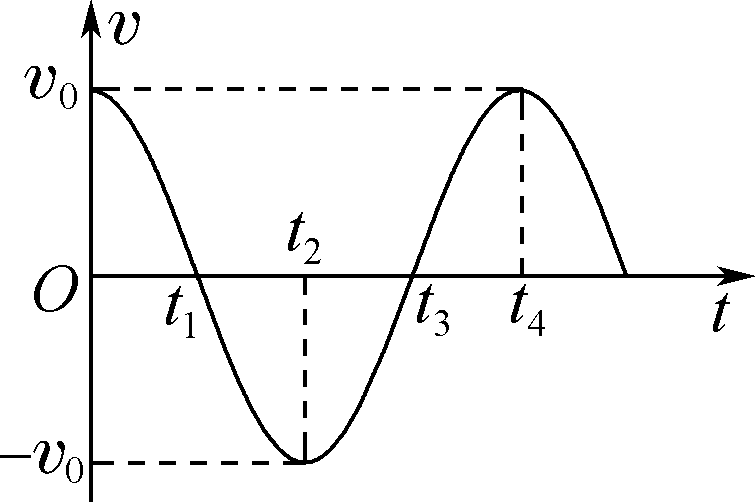 v
v₀
t₂
O
t₁
t₃
t₄
t
−v₀